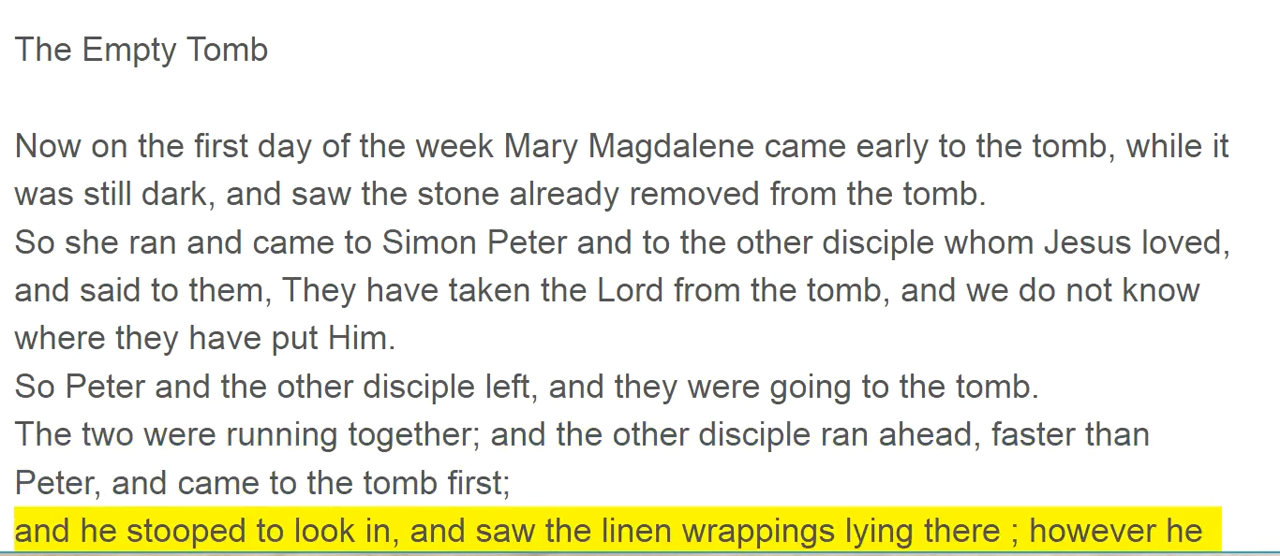 The Empty Tomb
Now on the first day of the week Mary Magdalene came early to the tomb, while it
was still dark, and saw the stone already removed from the tomb.
So she ran and came to Simon Peter and to the other disciple whom Jesus loved,
and said to them, They have taken the Lord from the tomb, and we do not know
where they have put Him.
So Peter and the other disciple left, and they were going to the tomb.
The two were running together; and the other disciple ran ahead, faster than
Peter, and came to the tomb first;
and he stooped to look in, and saw the linen wrappings lying there ; however he